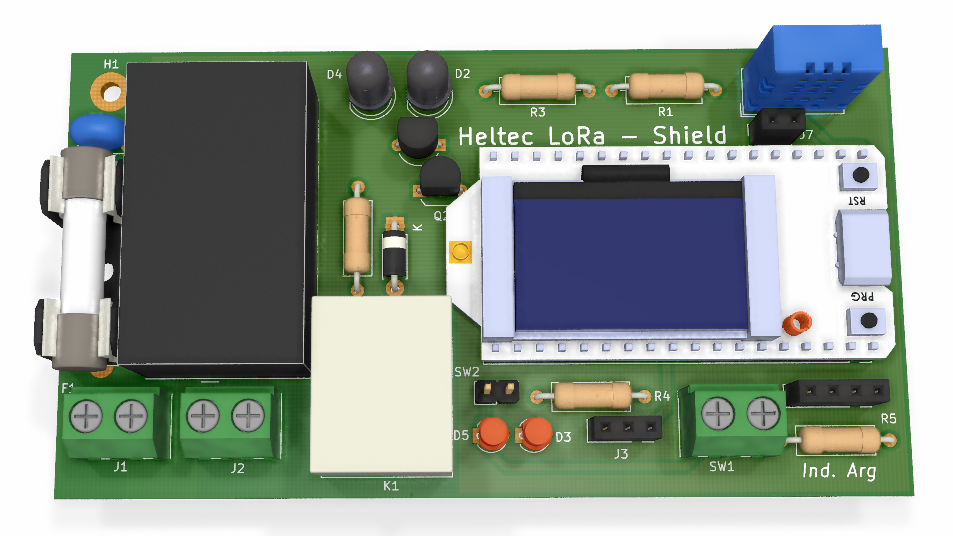 H1
D4
D2
R3
R1
Heltec LoRa – Shield
J7
Q2
K
RST
PRG
F1
SW2
R4
R5
D5
D3
J3
J1
J2
SW1
Ind. Arg
K1